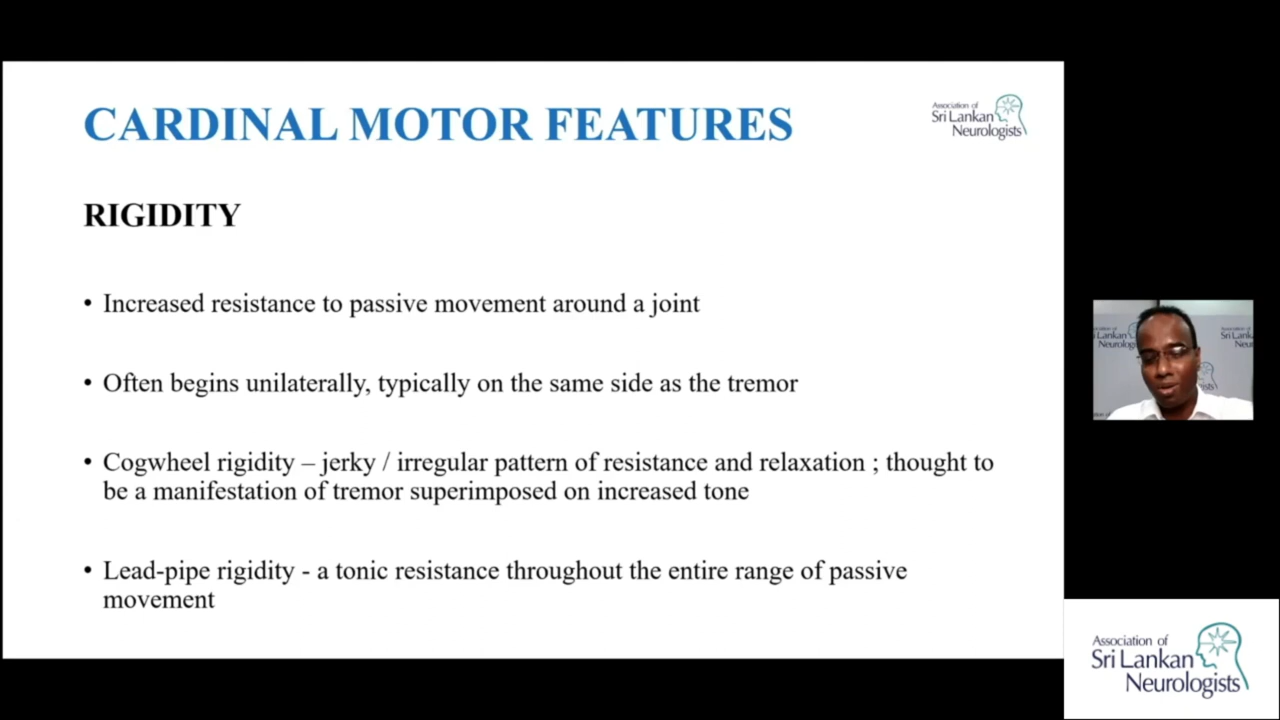 CARDINAL MOTOR FEATURES
Association of
Sri Lankan
Neurologists
RIGIDITY
• Increased resistance to passive movement around a joint
• Often begins unilaterally, typically on the same side as the tremor
• Cogwheel rigidity – jerky / irregular pattern of resistance and relaxation ; thought to
be a manifestation of tremor superimposed on increased tone
• Lead-pipe rigidity - a tonic resistance throughout the entire range of passive
movement
Association of
Sri Lankan
Neurologists